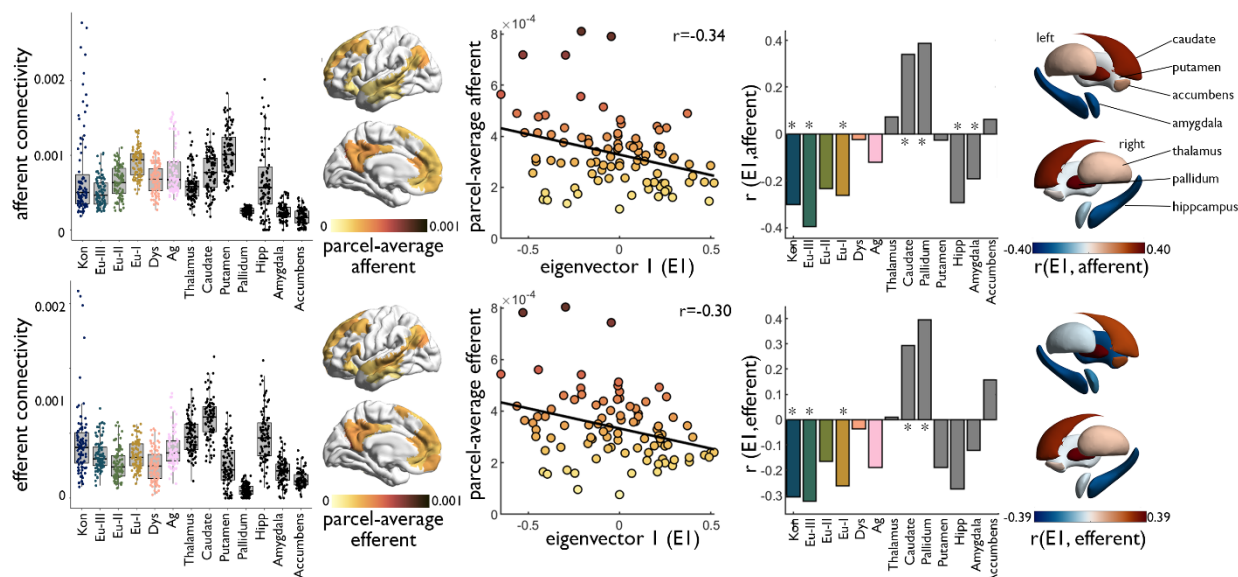 afferent connectivity
0.002
0.001
0
Kon
Eu-III
Eu-II
Eu-I
Dys
Ag
Thalamus
Caudate
Putamen
Pallidum
Hipp
Amygdala
Accumbens
0
0.001
parcel-average
afferent
parcel-average afferent
8
×10⁻⁴
6
4
2
0
r=-0.34
-0.5
0
0.5
eigenvector 1 (E1)
r (E1,afferent)
0.4
0.2
0
-0.2
-0.4
* * * * *
* *
Kon
Eu-III
Eu-II
Eu-I
Dys
Ag
Thalamus
Caudate
Pallidum
Putamen
Hipp
Amygdala
Accumbens
left
caudate
putamen
accumbens
amygdala
right
thalamus
pallidum
hippcampus
-0.40
0.40
r(E1, afferent)
efferent connectivity
0.002
0.001
0
Kon
Eu-III
Eu-II
Eu-I
Dys
Ag
Thalamus
Caudate
Putamen
Pallidum
Hipp
Amygdala
Accumbens
0
0.001
parcel-average
efferent
parcel-average efferent
8
×10⁻⁴
6
4
2
0
r=-0.30
-0.5
0
0.5
eigenvector 1 (E1)
r (E1,efferent)
0.4
0.3
0.2
0.1
0
-0.1
-0.2
-0.3
* * *
* *
Kon
Eu-III
Eu-II
Eu-I
Dys
Ag
Thalamus
Caudate
Pallidum
Putamen
Hipp
Amygdala
Accumbens
-0.39
0.39
r(E1, efferent)